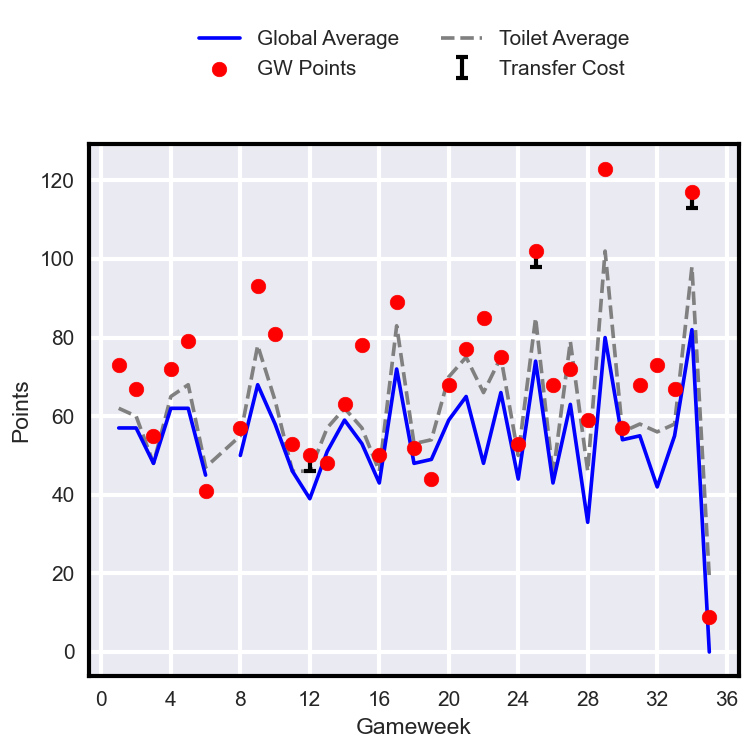 Global Average
Toilet Average
GW Points
Transfer Cost
120
100
80
60
40
20
0
Points
0 4 8 12 16 20 24 28 32 36
Gameweek